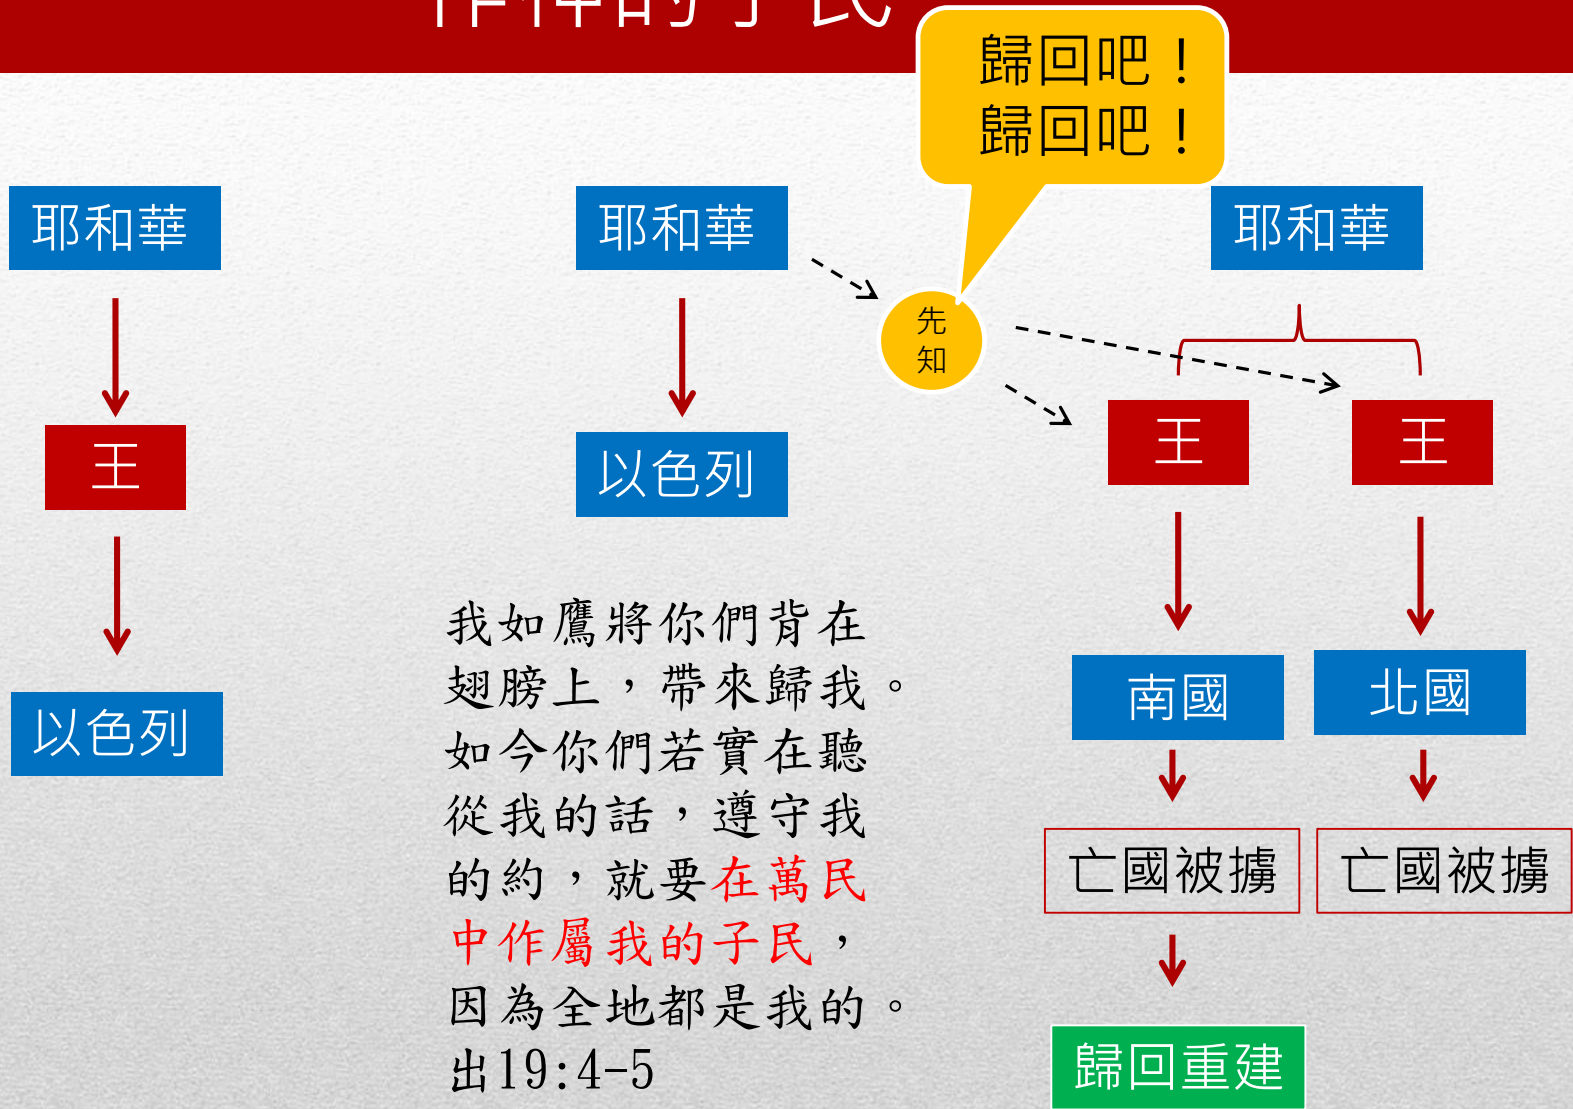 作神的子民
歸回吧！
歸回吧！
耶和華
王
以色列
耶和華
以色列
我如鷹將你們背在
翅膀上，帶來歸我。
如今你們若實在聽
從我的話，遵守我
的約，就要在萬民
中作屬我的子民，
因為全地都是我的。
出19:4-5
先
知
耶和華
王
王
南國
北國
亡國被擄
亡國被擄
歸回重建